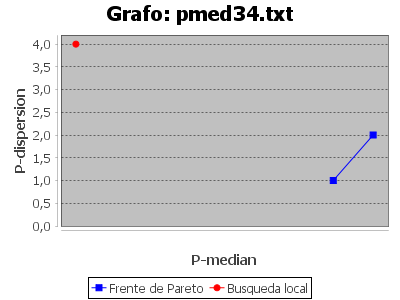 Grafo: pmed34.txt
4,0
3,5
3,0
2,5
2,0
1,5
1,0
0,5
0,0
P-dispersion
P-median
Frente de Pareto
Busqueda local